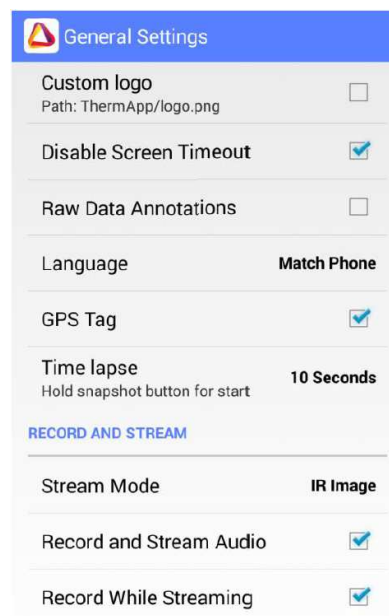 General Settings
Custom logo
Path: ThermApp/logo.png
Disable Screen Timeout
Raw Data Annotations
Language
Match Phone
GPS Tag
Time lapse
Hold snapshot button for start
10 Seconds
RECORD AND STREAM
Stream Mode
IR Image
Record and Stream Audio
Record While Streaming